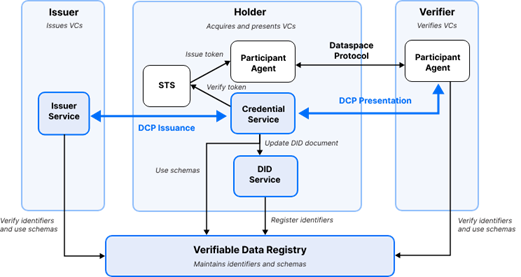 Issuer
Issues VCs
Holder
Acquires and presents VCs
Verifier
Verifies VCs
Issue token
Participant
Agent
Dataspace
Protocol
Participant
Agent
STS
Verify token
Issuer
Service
DCP Issuance
Credential
Service
DCP Presentation
Update DID document
Use schemas
DID
Service
Verify identifiers
and use schemas
Register identifiers
Verify identifiers
and use schemas
Verifiable Data Registry
Maintains identifiers and schemas